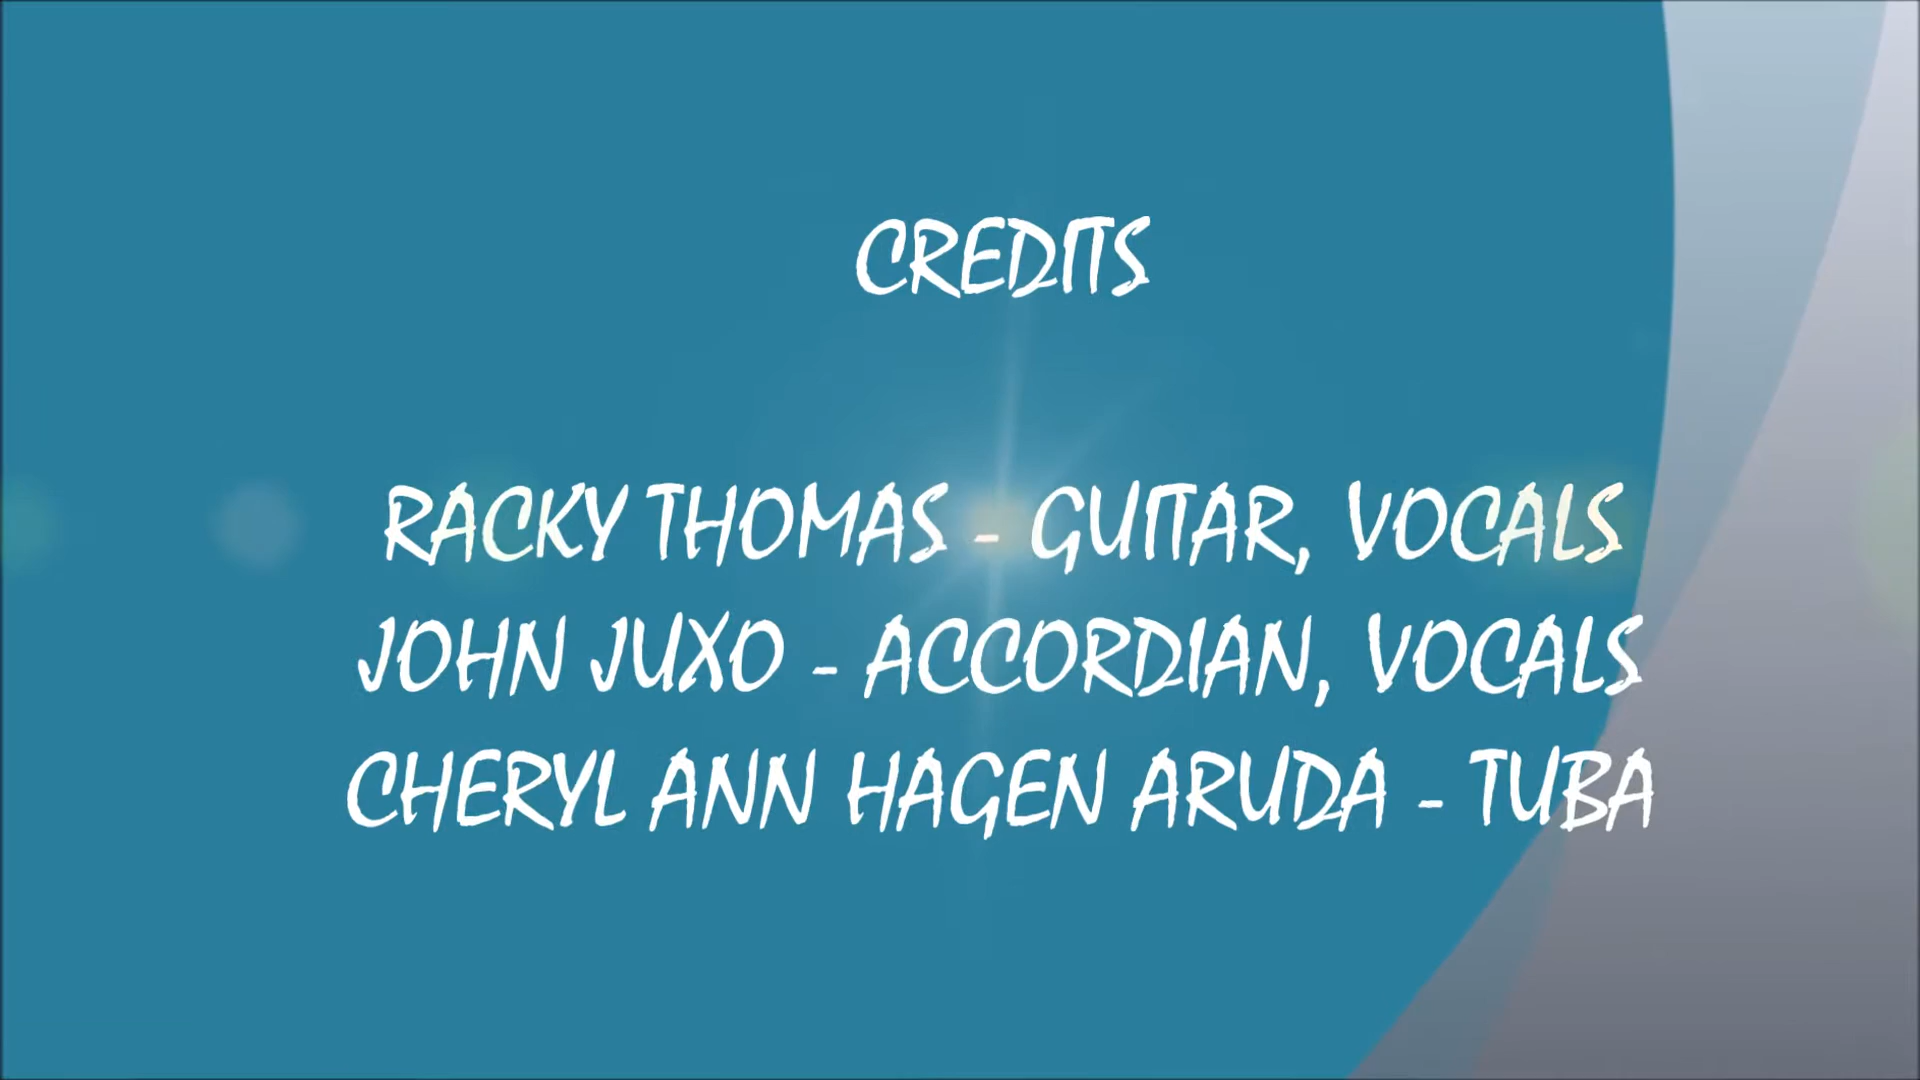 CREDITS
RACKY THOMAS - GUITAR, VOCALS
JOHN JUXO - ACCORDIAN, VOCALS
CHERYL ANN HAGEN ARUDA - TUBA